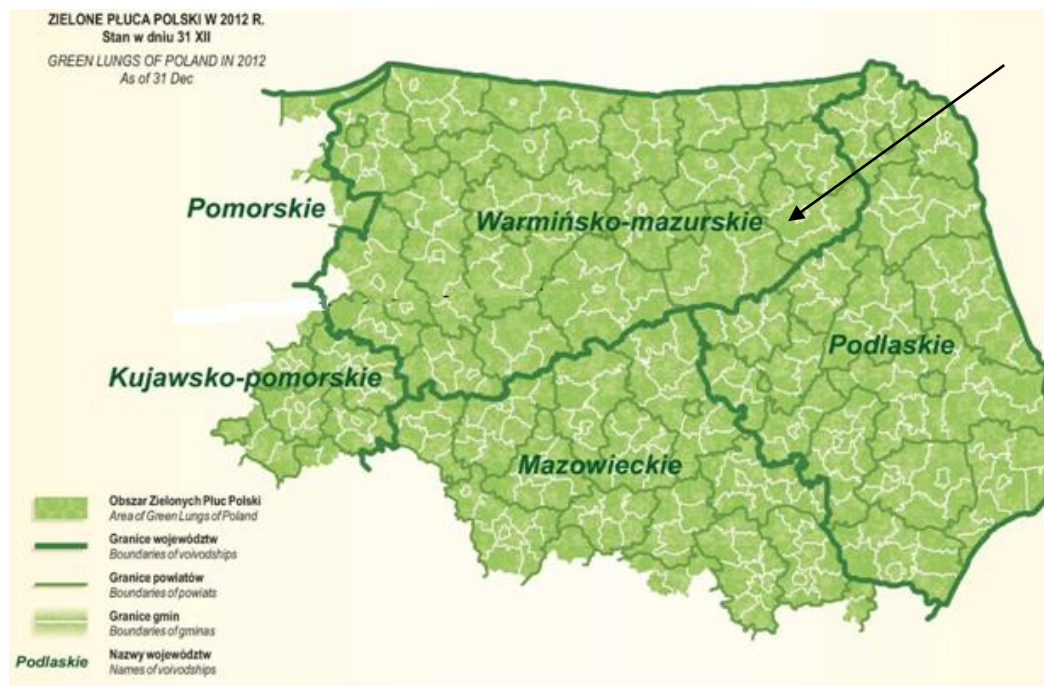 ZIELONE PŁUCA POLSKI W 2012 R.
Stan w dniu 31 XII
GREEN LUNGS OF POLAND IN 2012
As of 31 Dec
Pomorskie
Warmińsko-mazurskie
Podlaskie
Kujawsko-pomorskie
Mazowieckie
Obszar Zielonych Płuc Polski
Area of Green Lungs of Poland
Granice województw
Boundaries of voivodships
Granice powiatów
Boundaries of powiats
Granice gmin
Boundaries of gminas
Podlaskie
Nazwy województw
Names of voivodships